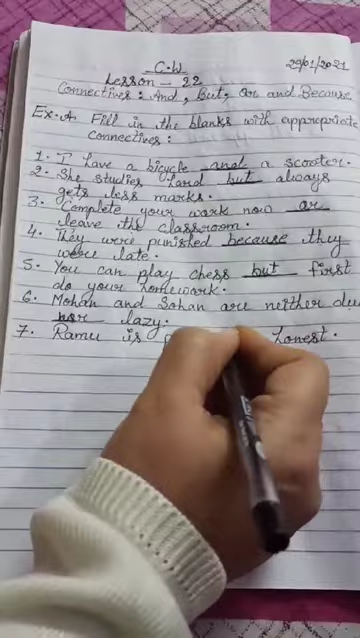 C.W
29/01/2021
Lesson - 22
Connectives: And, But, Or and Because
Ex.A Fill in the blanks with appropriate
connectives:
1. I have a bicycle and a scooter.
2. She studies hard but always
gets less marks.
3. Complete your work now or
leave the classroom.
4. They were punished because they
were late.
5. You can play chess but first
do your homework.
6. Mohan and Sohan are neither
nor lazy.
7. Ramu is honest.